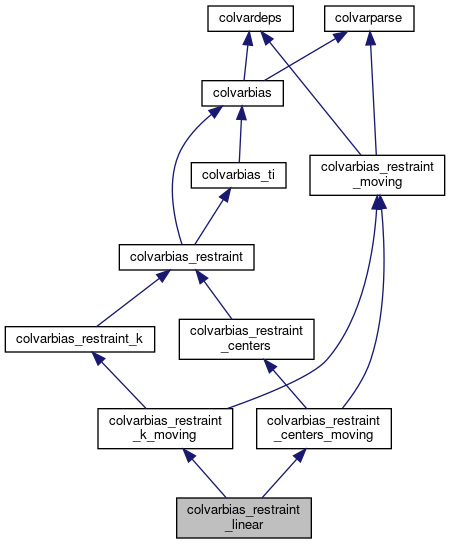 colvardeps
colvarparse
colvarbias
colvarbias_restraint
_moving
colvarbias_ti
colvarbias_restraint
colvarbias_restraint_k
colvarbias_restraint
_centers
colvarbias_restraint
_k_moving
colvarbias_restraint
_centers_moving
colvarbias_restraint
_linear